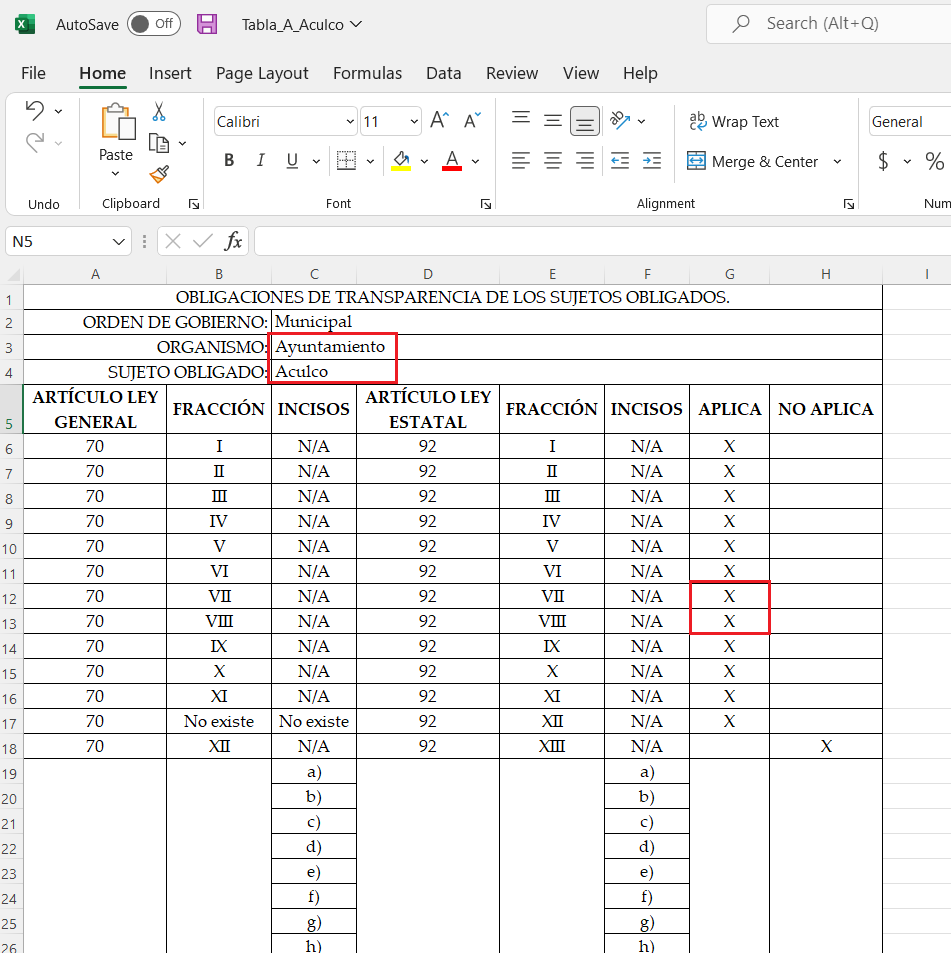 AutoSave Off Tabla_A_Aculco Search (Alt+Q)
File Home Insert Page Layout Formulas Data Review View Help
Calibri 11 Wrap Text General
Paste B I U A Merge & Center $ %
Undo Clipboard Font Alignment Num
N5 fx
A B C D E F G H I
1 OBLIGACIONES DE TRANSPARENCIA DE LOS SUJETOS OBLIGADOS.
2 ORDEN DE GOBIERNO: Municipal
3 ORGANISMO: Ayuntamiento
4 SUJETO OBLIGADO: Aculco
5 ARTÍCULO LEY GENERAL FRACCIÓN INCISOS ARTÍCULO LEY ESTATAL FRACCIÓN INCISOS APLICA NO APLICA
6 70 I N/A 92 I N/A X
7 70 II N/A 92 II N/A X
8 70 III N/A 92 III N/A X
9 70 IV N/A 92 IV N/A X
10 70 V N/A 92 V N/A X
11 70 VI N/A 92 VI N/A X
12 70 VII N/A 92 VII N/A X
13 70 VIII N/A 92 VIII N/A X
14 70 IX N/A 92 IX N/A X
15 70 X N/A 92 X N/A X
16 70 XI N/A 92 XI N/A X
17 70 No existe No existe 92 XII N/A X
18 70 XII N/A 92 XIII N/A X
19 a) a)
20 b) b)
21 c) c)
22 d) d)
23 e) e)
24 f) f)
25 g) g)
26 h) h)